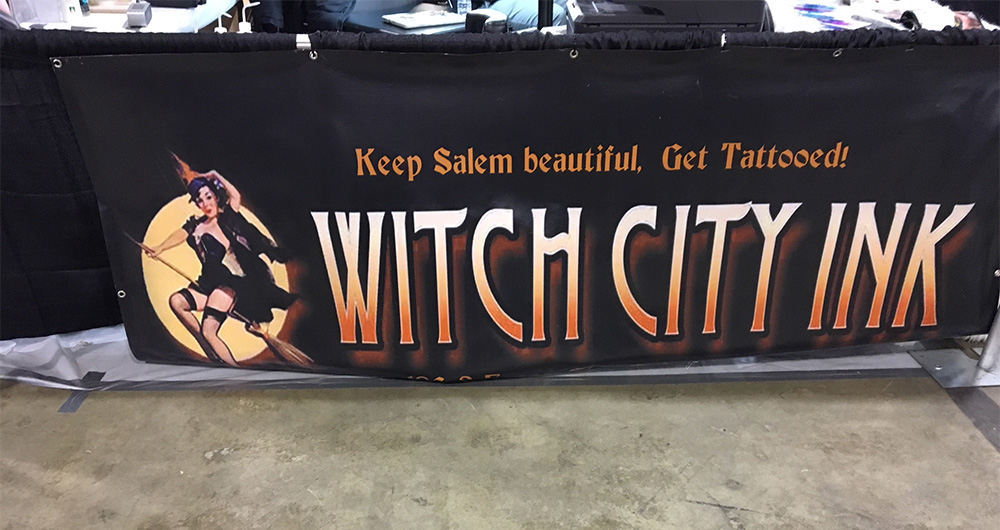 Keep Salem beautiful, Get Tattooed!
WITCH CITY INK